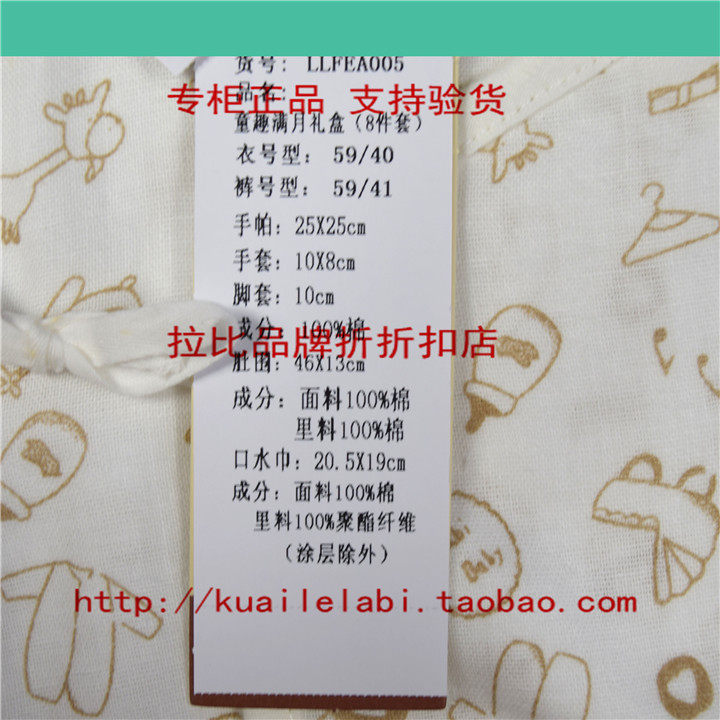 货号: LLFEA005
品名:
专柜正品 支持验货
童趣满月礼盒（8件套）
衣号型: 59/40
裤号型: 59/41
手帕: 25X25cm
手套: 10X8cm
脚套: 10cm
成分: 100%棉
拉比品牌折折扣店
肚围: 46X13cm
成分: 面料100%棉
里料100%棉
口水巾: 20.5X19cm
成分: 面料100%棉
里料100%聚酯纤维
（涂层除外）
Baby
http://kuailelabi.taobao.com